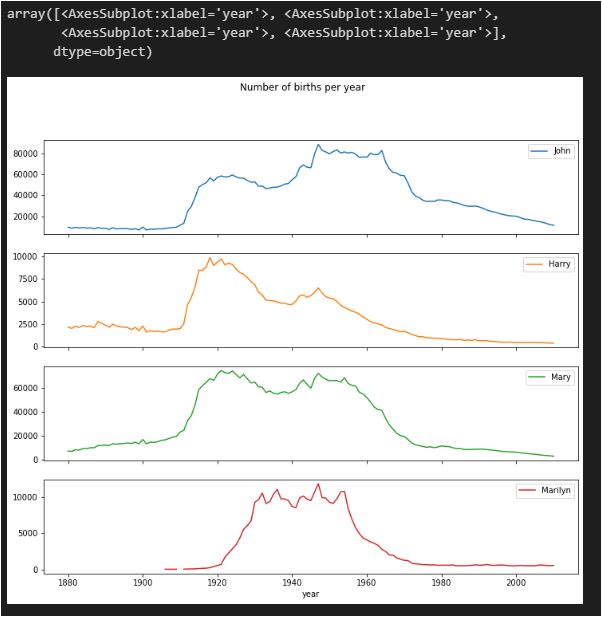 array([<AxesSubplot:xlabel='year'>, <AxesSubplot:xlabel='year'>,
<AxesSubplot:xlabel='year'>, <AxesSubplot:xlabel='year'>],
dtype=object)
Number of births per year
John
80000
60000
40000
20000
Harry
10000
7500
5000
2500
0
Mary
60000
40000
20000
0
Marilyn
10000
5000
0
1880 1900 1920 1940 1960 1980 2000
year